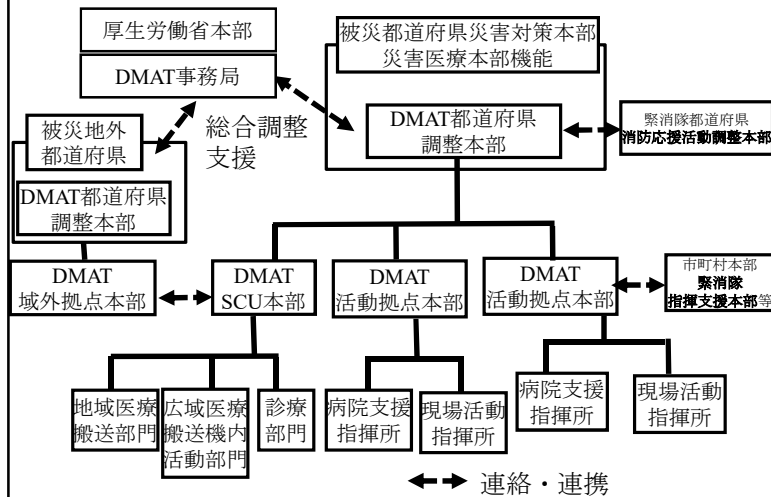 厚生労働省本部
DMAT事務局
被災都道府県災害対策本部
災害医療本部機能
DMAT都道府県
調整本部
緊消隊都道府県
消防応援活動調整本部
総合調整
支援
被災地外
都道府県
DMAT都道府県
調整本部
DMAT
域外拠点本部
DMAT
SCU本部
DMAT
活動拠点本部
DMAT
活動拠点本部
市町村本部
緊消隊
指揮支援本部等
地域医療
搬送部門
広域医療
搬送機内
活動部門
診療
部門
病院支援
指揮所
現場活動
指揮所
病院支援
指揮所
現場活動
指揮所
連絡・連携